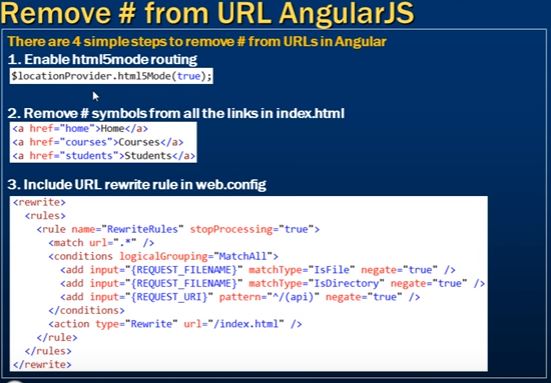 Remove # from URL AngularJS
There are 4 simple steps to remove # from URLs in Angular
1. Enable html5mode routing
$locationProvider.html5Mode(true);
2. Remove # symbols from all the links in index.html
<a href="home">Home</a>
<a href="courses">Courses</a>
<a href="students">Students</a>
3. Include URL rewrite rule in web.config
<rewrite>
<rules>
<rule name="RewriteRules" stopProcessing="true">
<match url=".*" />
<conditions logicalGrouping="MatchAll">
<add input="{REQUEST_FILENAME}" matchType="IsFile" negate="true" />
<add input="{REQUEST_FILENAME}" matchType="IsDirectory" negate="true" />
<add input="{REQUEST_URI}" pattern="^/(api)" negate="true" />
</conditions>
<action type="Rewrite" url="/index.html" />
</rule>
</rules>
</rewrite>